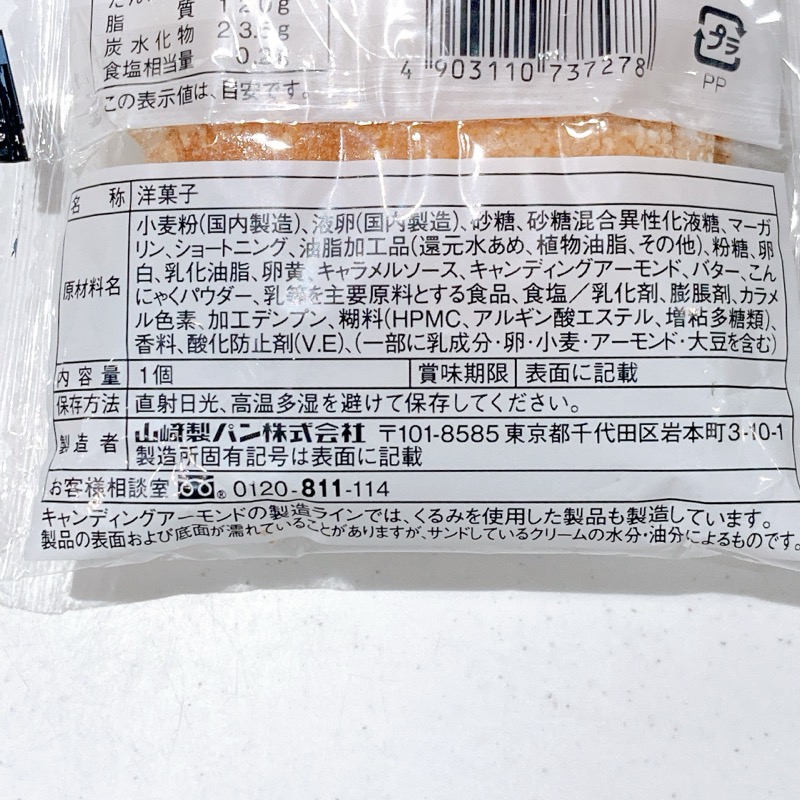 質 12.0g
脂
炭水化物 23.5g
食塩相当量 0.2g
この表示値は、目安です。
4 903110 737278
プラ
PP
名称 洋菓子
原材料名
小麦粉(国内製造)、液卵(国内製造)、砂糖、砂糖混合異性化液糖、マーガ
リン、ショートニング、油脂加工品(還元水あめ、植物油脂、その他)、粉糖、卵
白、乳化油脂、卵黄、キャラメルソース、キャンディングアーモンド、バター、こん
にゃくパウダー、乳等を主要原料とする食品、食塩／乳化剤、膨脹剤、カラメ
ル色素、加工デンプン、糊料(HPMC、アルギン酸エステル、増粘多糖類)、
香料、酸化防止剤(V.E)、(一部に乳成分・卵・小麦・アーモンド・大豆を含む)
内容量 1個 賞味期限 表面に記載
保存方法 直射日光、高温多湿を避けて保存してください。
製造者 山崎製パン株式会社 〒101-8585 東京都千代田区岩本町3-10-1
製造所固有記号は表面に記載
お客様相談室 ® 0120-811-114
キャンディングアーモンドの製造ラインでは、くるみを使用した製品も製造しています。
製品の表面および底面が濡れていることがありますが、サンドしているクリームの水分・油分によるものです。